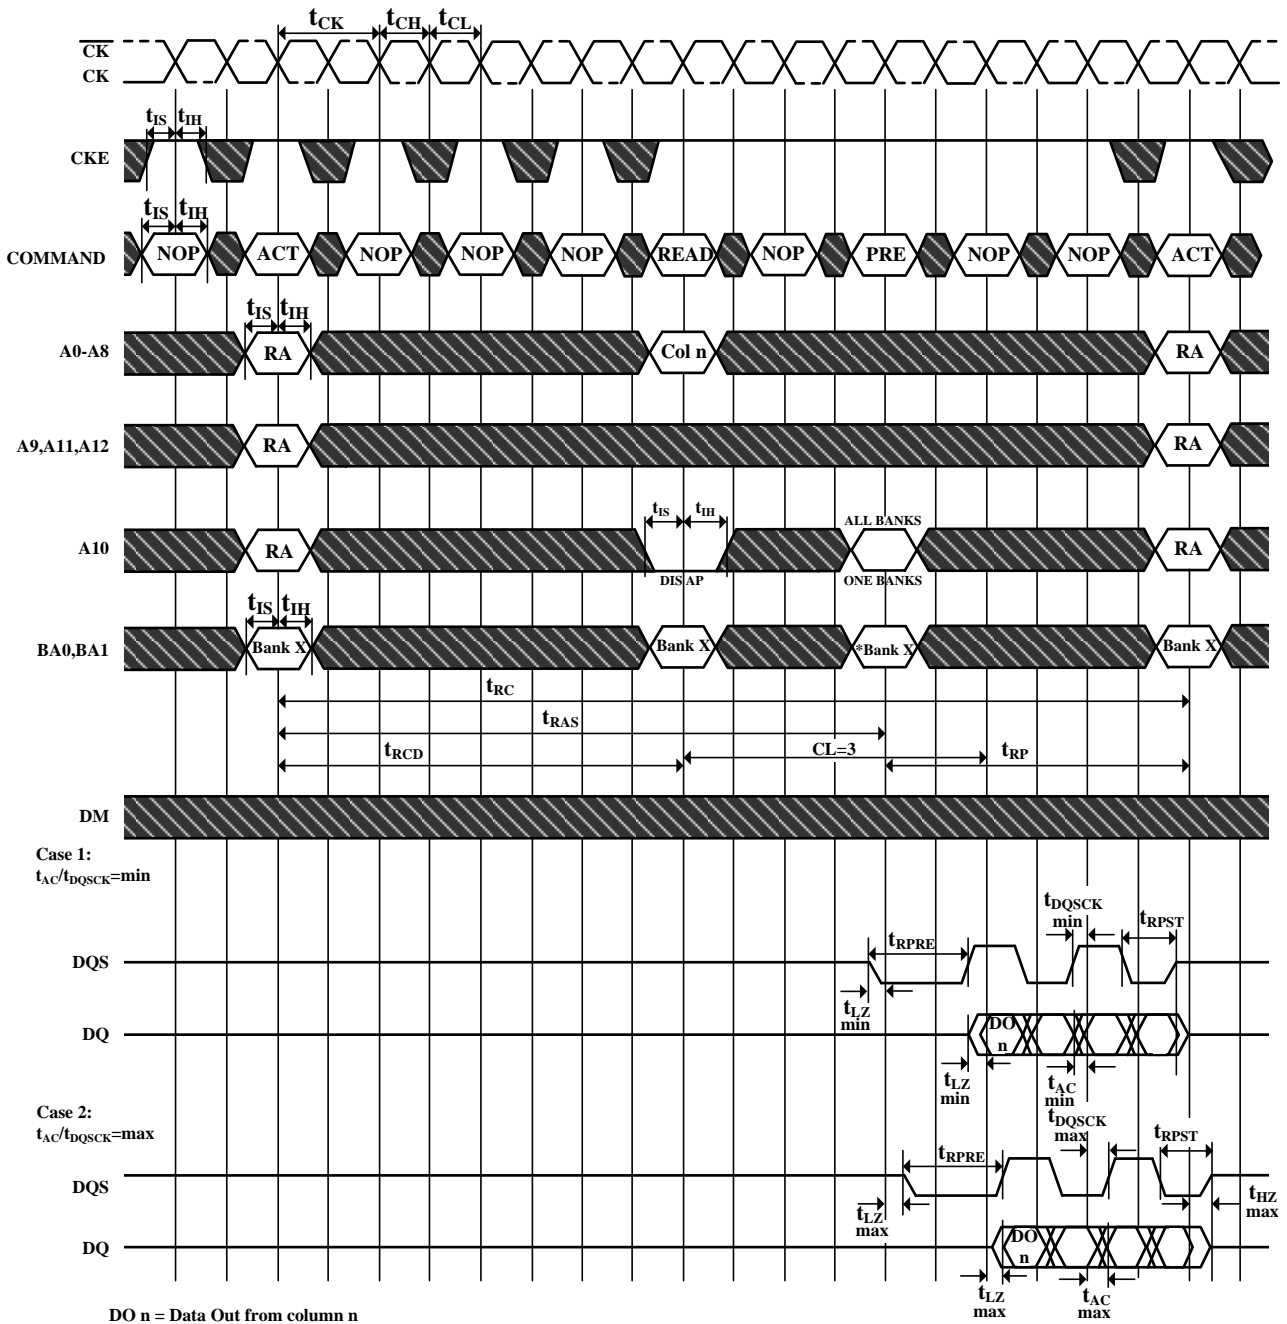 tCK tCH tCL
CK
CK
tIS tIH
CKE
tIS tIH
COMMAND NOP ACT NOP NOP NOP READ NOP PRE NOP NOP ACT
tIS tIH
A0-A8 RA Col n RA
A9,A11,A12 RA RA
tIS tIH ALL BANKS
A10 RA RA
DIS AP ONE BANKS
tIS tIH
BA0,BA1 Bank X Bank X *Bank X Bank X
tRC
tRAS
tRCD CL=3 tRP
DM
Case 1:
tAC/tDQSCK=min
tDQSCK
min
tRPST
tRPRE
DQS
tLZ
min
DQ DO
n
tLZ
min
tAC
min
Case 2:
tAC/tDQSCK=max
tDQSCK
max
tRPST
tRPRE
DQS
tLZ
max
tHZ
max
DQ DO
n
tLZ
max
tAC
max
DO n = Data Out from column n